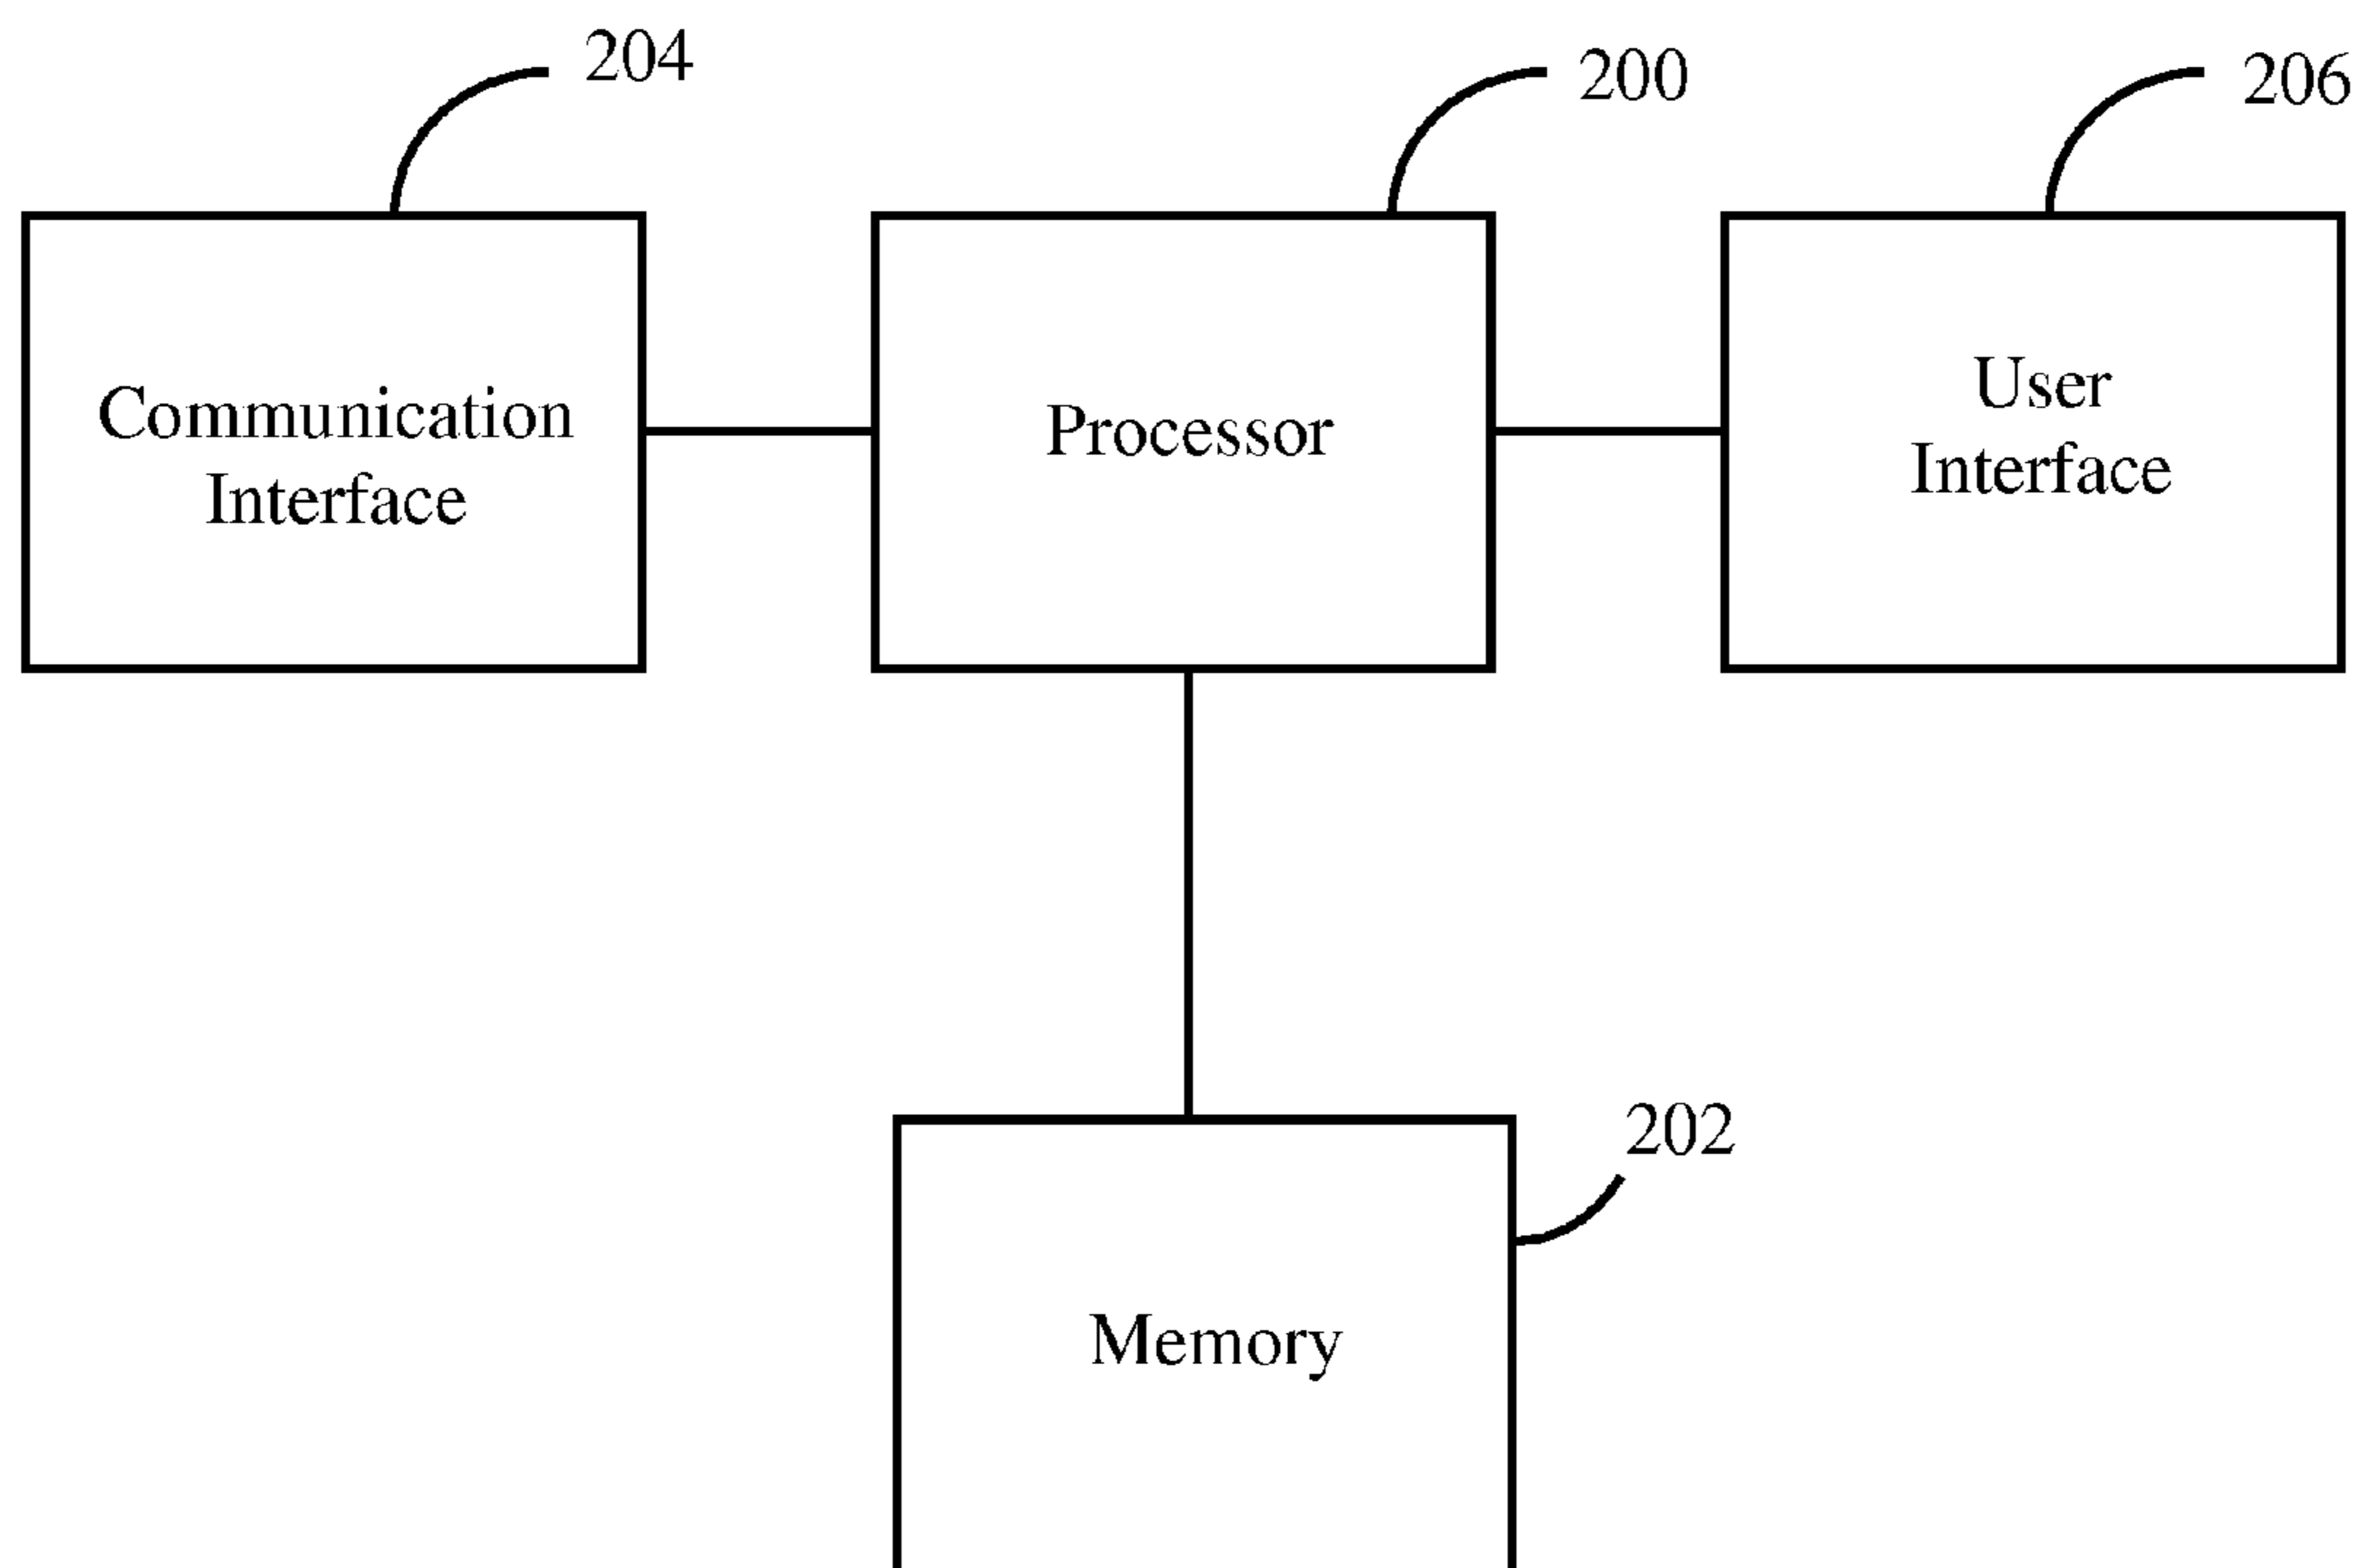 204
200
206
Communication
Interface
Processor
User
Interface
202
Memory